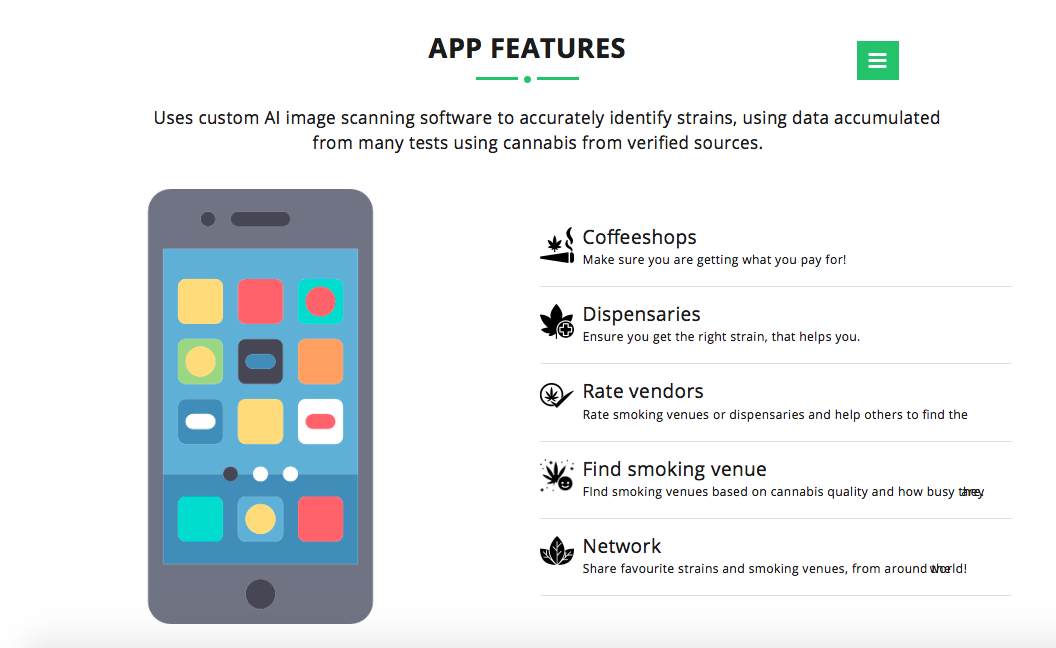 APP FEATURES
Uses custom AI image scanning software to accurately identify strains, using data accumulated
from many tests using cannabis from verified sources.
Coffeeshops
Make sure you are getting what you pay for!
Dispensaries
Ensure you get the right strain, that helps you.
Rate vendors
Rate smoking venues or dispensaries and help others to find the
Find smoking venue
FInd smoking venues based on cannabis quality and how busy they are.
Network
Share favourite strains and smoking venues, from around the world!